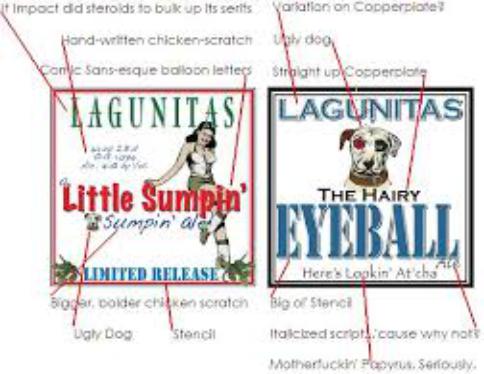 If Impact did steroids to bulk up its serifs
Variation on Copperplate?
Hand-written chicken-scratch
Ugly dog
Comic Sans-esque balloon letters
Straight up Copperplate
LAGUNITAS
A Little Sumpin'
Sumpin' Ale
LIMITED RELEASE
LAGUNITAS
THE HAIRY
EYEBALL
Ale
Here's Lookin' At'cha
Bigger, bolder chicken scratch
Ugly Dog
Stencil
Big ol' Stencil
Italicized script...'cause why not?
Motherfuckin' Papyrus. Seriously.